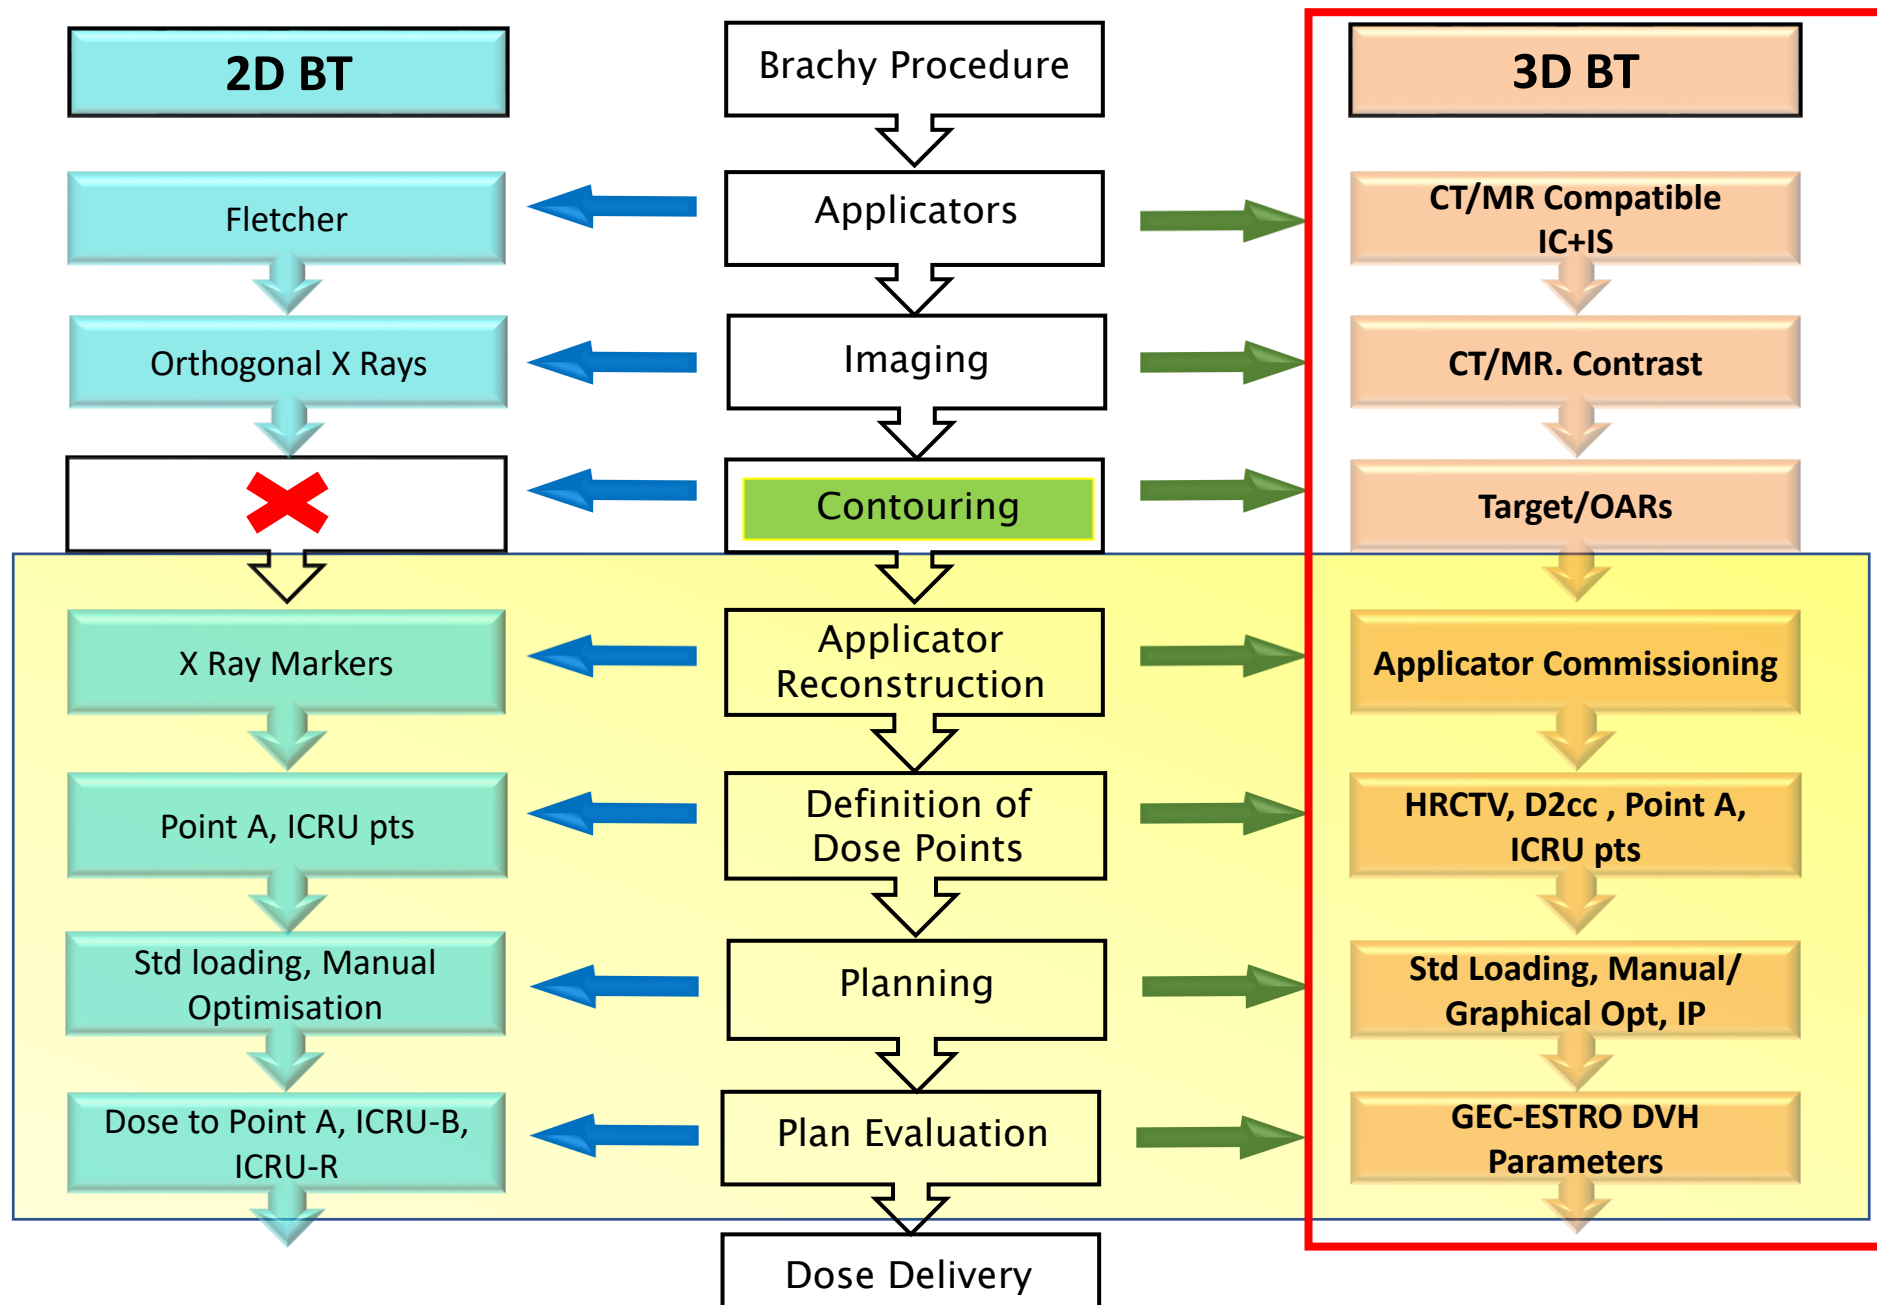 2D BT
Brachy Procedure
3D BT
Fletcher
Applicators
CT/MR Compatible
IC+IS
Orthogonal X Rays
Imaging
CT/MR. Contrast
Contouring
Target/OARs
X Ray Markers
Applicator
Reconstruction
Applicator Commissioning
Point A, ICRU pts
Definition of
Dose Points
HRCTV, D2cc , Point A,
ICRU pts
Std loading, Manual
Optimisation
Planning
Std Loading, Manual/
Graphical Opt, IP
Dose to Point A, ICRU-B,
ICRU-R
Plan Evaluation
GEC-ESTRO DVH
Parameters
Dose Delivery